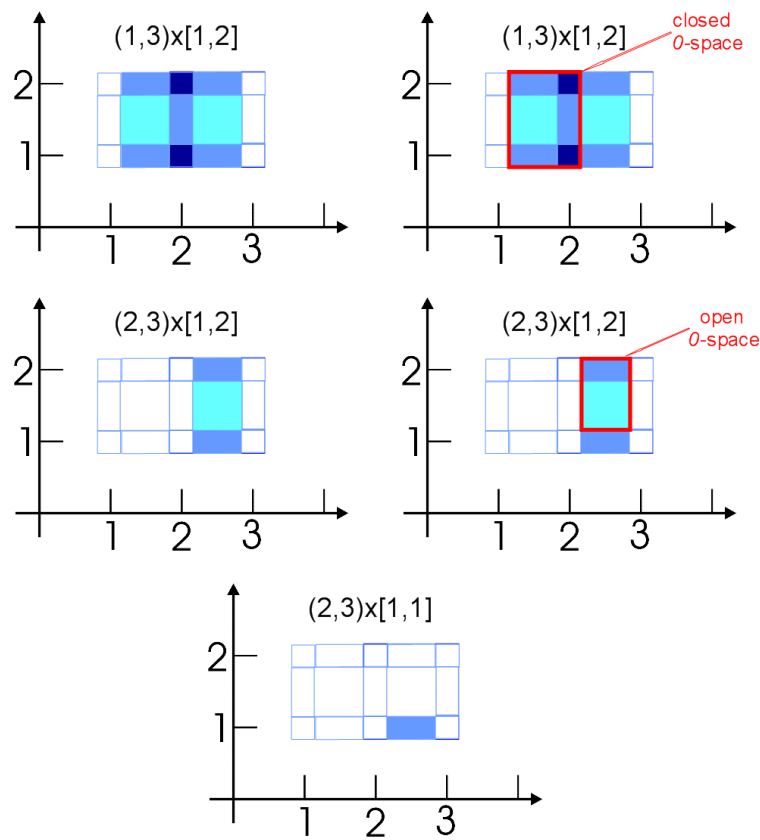 (1,3)x[1,2]
2
1
1 2 3
(1,3)x[1,2]
closed
0-space
2
1
1 2 3
(2,3)x[1,2]
2
1
1 2 3
(2,3)x[1,2]
open
0-space
2
1
1 2 3
(2,3)x[1,1]
2
1
1 2 3